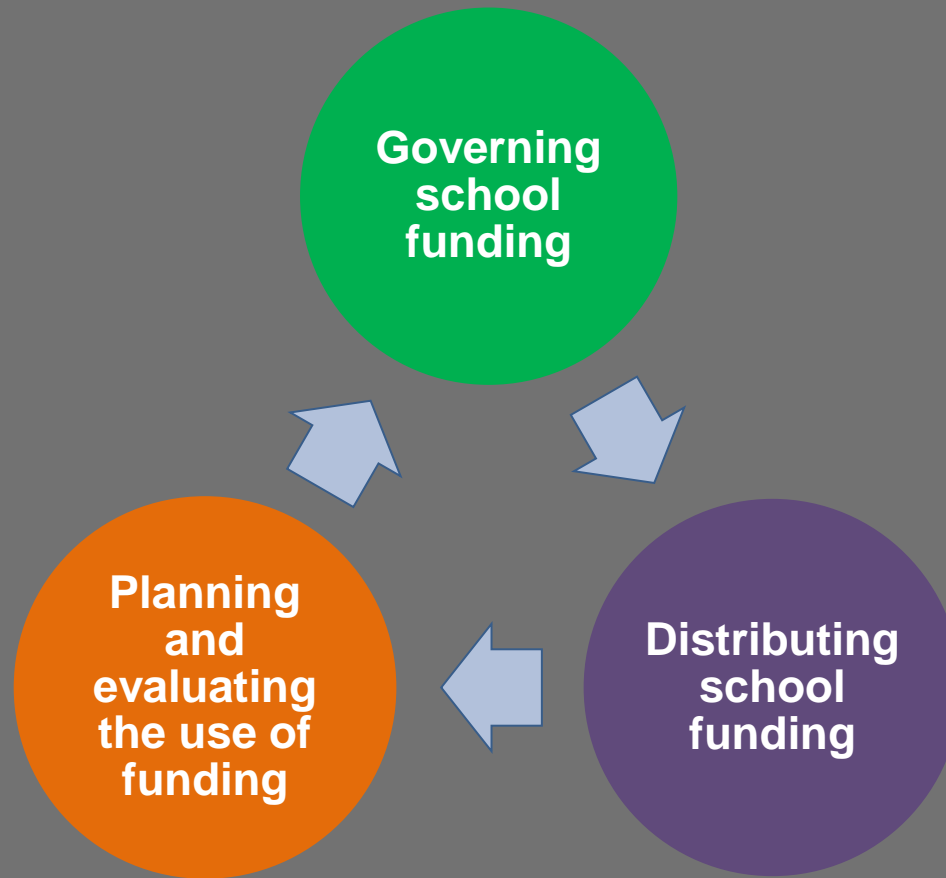 Governing
school
funding
Distributing
school
funding
Planning
and
evaluating
the use of
funding